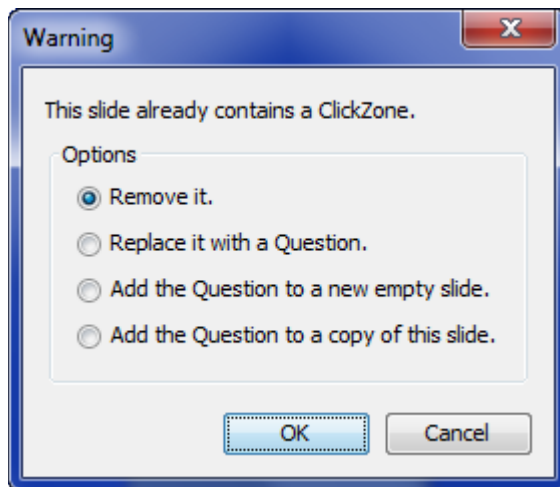 Warning
This slide already contains a ClickZone.
Options
Remove it.
Replace it with a Question.
Add the Question to a new empty slide.
Add the Question to a copy of this slide.
OK
Cancel